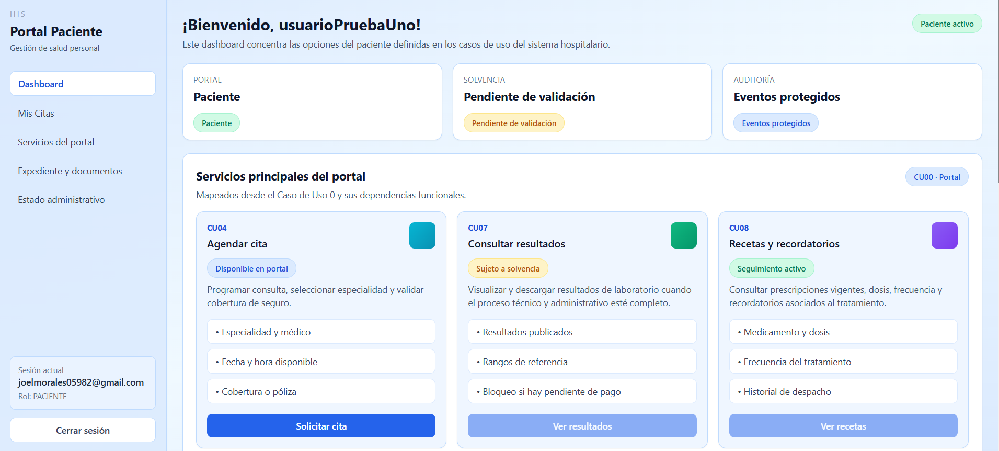 HIS
Portal Paciente
Gestión de salud personal
Dashboard
Mis Citas
Servicios del portal
Expediente y documentos
Estado administrativo
Sesión actual
joelmorales05982@gmail.com
Rol: PACIENTE
Cerrar sesión
¡Bienvenido, usuarioPruebaUno!
Este dashboard concentra las opciones del paciente definidas en los casos de uso del sistema hospitalario.
Paciente activo
PORTAL
Paciente
Paciente
SOLVENCIA
Pendiente de validación
Pendiente de validación
AUDITORÍA
Eventos protegidos
Eventos protegidos
Servicios principales del portal
Mapeados desde el Caso de Uso 0 y sus dependencias funcionales.
CU00 · Portal
CU04
Agendar cita
Disponible en portal
Programar consulta, seleccionar especialidad y validar
cobertura de seguro.
• Especialidad y médico
• Fecha y hora disponible
• Cobertura o póliza
Solicitar cita
CU07
Consultar resultados
Sujeto a solvencia
Visualizar y descargar resultados de laboratorio cuando
el proceso técnico y administrativo esté completo.
• Resultados publicados
• Rangos de referencia
• Bloqueo si hay pendiente de pago
Ver resultados
CU08
Recetas y recordatorios
Seguimiento activo
Consultar prescripciones vigentes, dosis, frecuencia y
recordatorios asociados al tratamiento.
• Medicamento y dosis
• Frecuencia del tratamiento
• Historial de despacho
Ver recetas